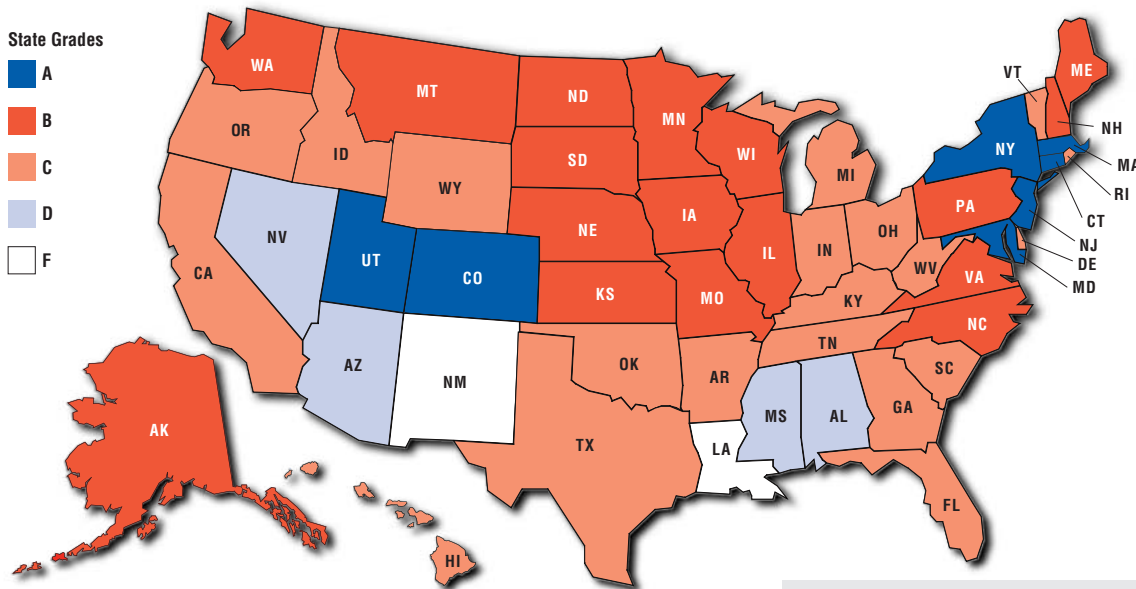 State Grades
A
B
C
D
F
WA
MT
ND
MN
VT
ME
OR
ID
SD
WI
NY
NH
MA
WY
MI
RI
IA
PA
CT
NE
NJ
NV
OH
DE
IN
IL
UT
CO
WV
MD
CA
VA
KS
MO
KY
NC
TN
AZ
OK
NM
AR
SC
MS
AL
GA
AK
TX
LA
FL
HI